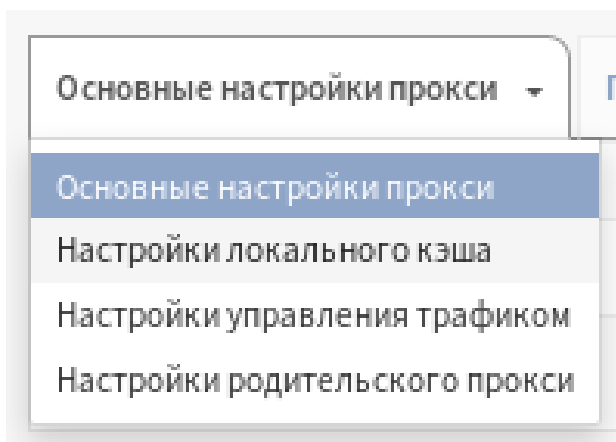 Основные настройки прокси
Основные настройки прокси
Настройки локального кэша
Настройки управления трафиком
Настройки родительского прокси